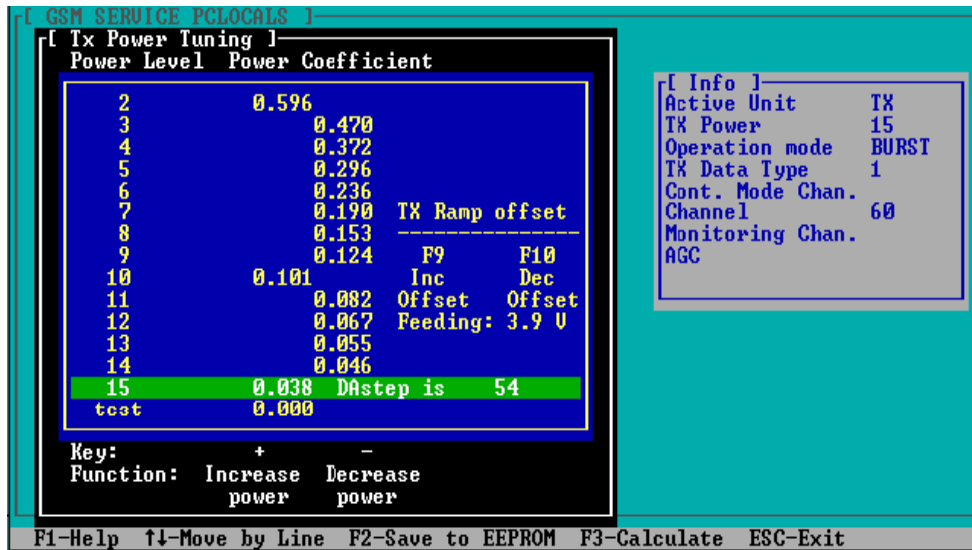 [ GSM SERVICE PCLOCALS ]
[ Tx Power Tuning ]
Power Level Power Coefficient
2 0.596
3 0.470
4 0.372
5 0.296
6 0.236
7 0.190 TX Ramp offset
8 0.153 ---------------
9 0.124 F9 F10
10 0.101 Inc Dec
11 0.082 Offset Offset
12 0.067 Feeding: 3.9 V
13 0.055
14 0.046
15 0.038 DAstep is 54
test 0.000
Key: + -
Function: Increase Decrease
power power
[ Info ]
Active Unit TX
TX Power 15
Operation mode BURST
TX Data Type 1
Cont. Mode Chan.
Channel 60
Monitoring Chan.
AGC
F1-Help ↑↓-Move by Line F2-Save to EEPROM F3-Calculate ESC-Exit